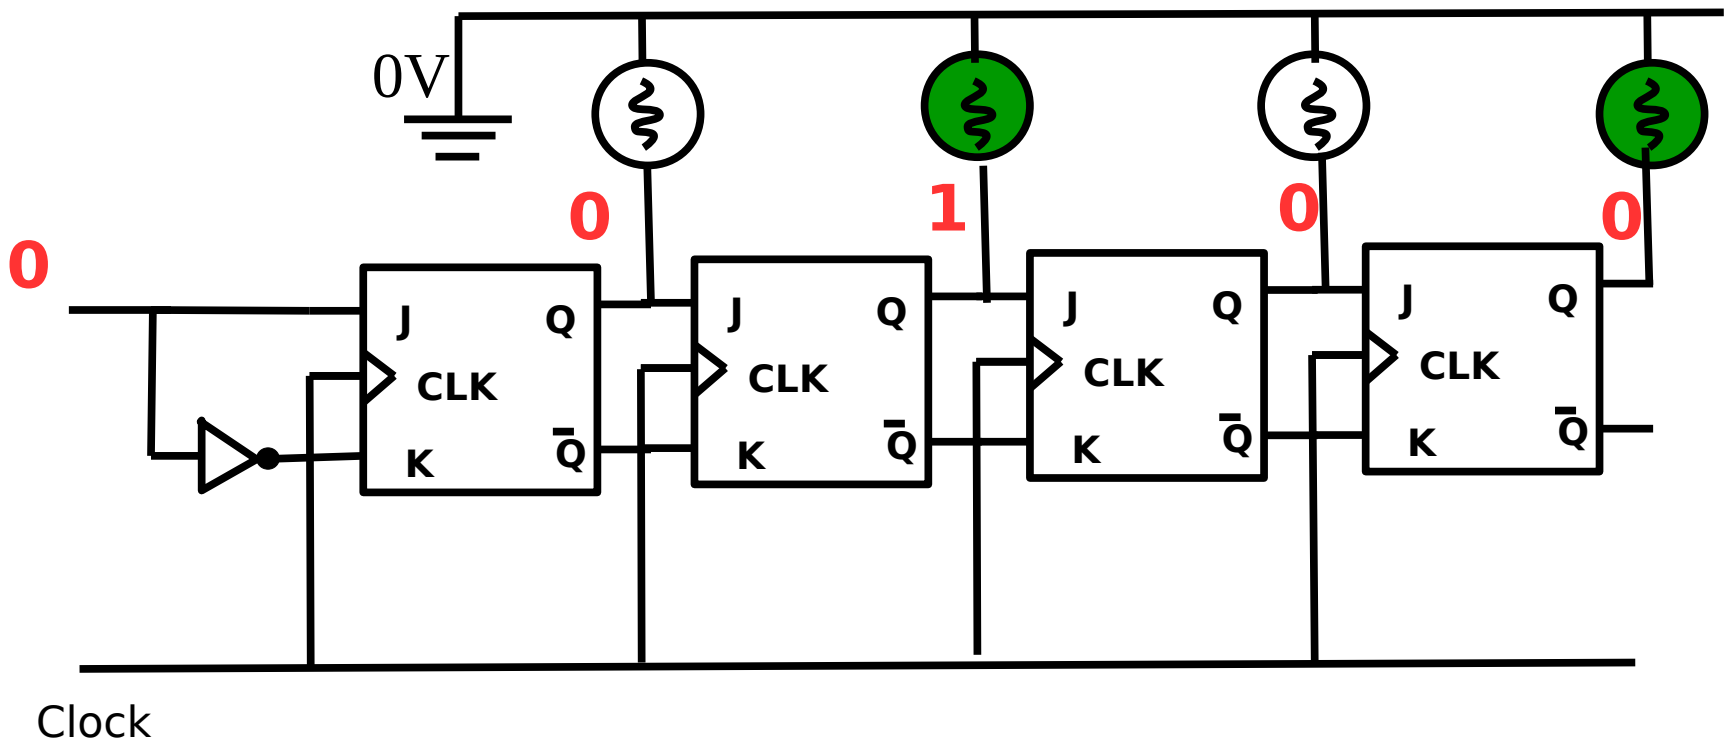 0V
0 1 0 0
0
J Q J Q J Q J Q
CLK CLK CLK CLK
K Q̅ K Q̅ K Q̅ K Q̅
Clock